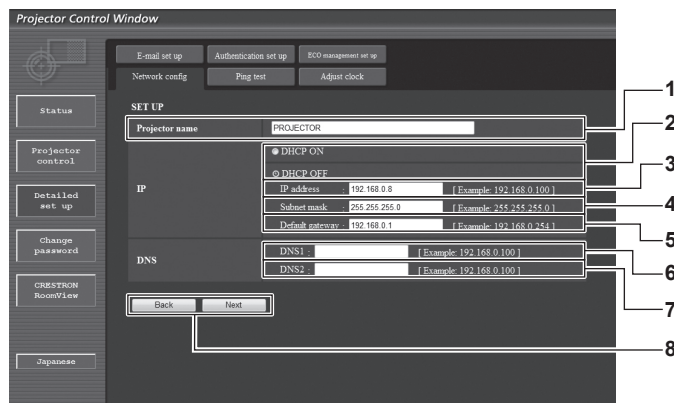 Projector Control Window
E-mail set up
Authentication set up
ECO management set up
Network config
Ping test
Adjust clock
Status
Projector control
Detailed set up
Change password
CRESTRON RoomView
Japanese
SET UP
Projector name
PROJECTOR
IP
DHCP ON
DHCP OFF
IP address : 192.168.0.8 [ Example: 192.168.0.100 ]
Subnet mask : 255.255.255.0 [ Example: 255.255.255.0 ]
Default gateway : 192.168.0.1 [ Example: 192.168.0.254 ]
DNS
DNS1 : [ Example: 192.168.0.100 ]
DNS2 : [ Example: 192.168.0.100 ]
Back
Next
1
2
3
4
5
6
7
8